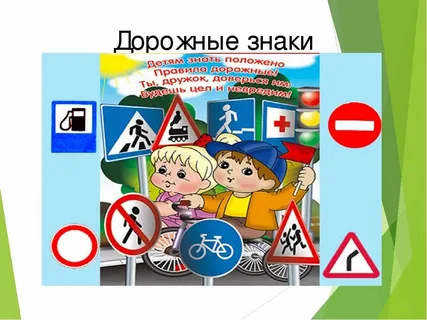 Дорожные знаки
Детям знать положено
Правила дорожные!
Ты, дружок, доверься им:
Будешь цел и невредим!